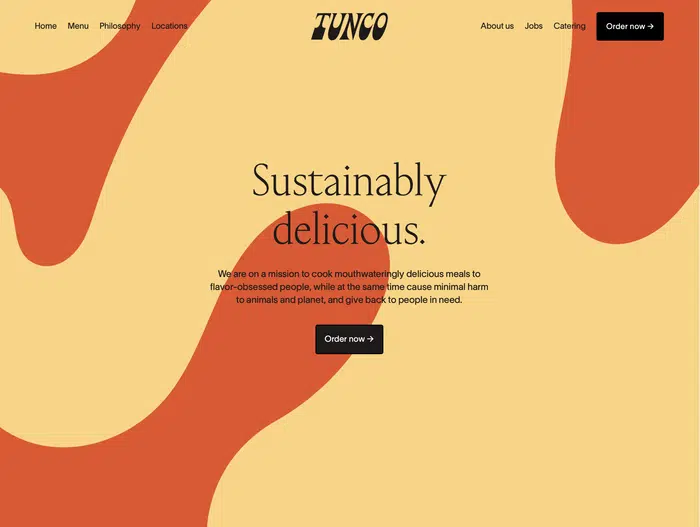 Home Menu Philosophy Locations TUNCO About us Jobs Catering Order now →
Sustainably
delicious.
We are on a mission to cook mouthwateringly delicious meals to
flavor-obsessed people, while at the same time cause minimal harm
to animals and planet, and give back to people in need.
Order now →